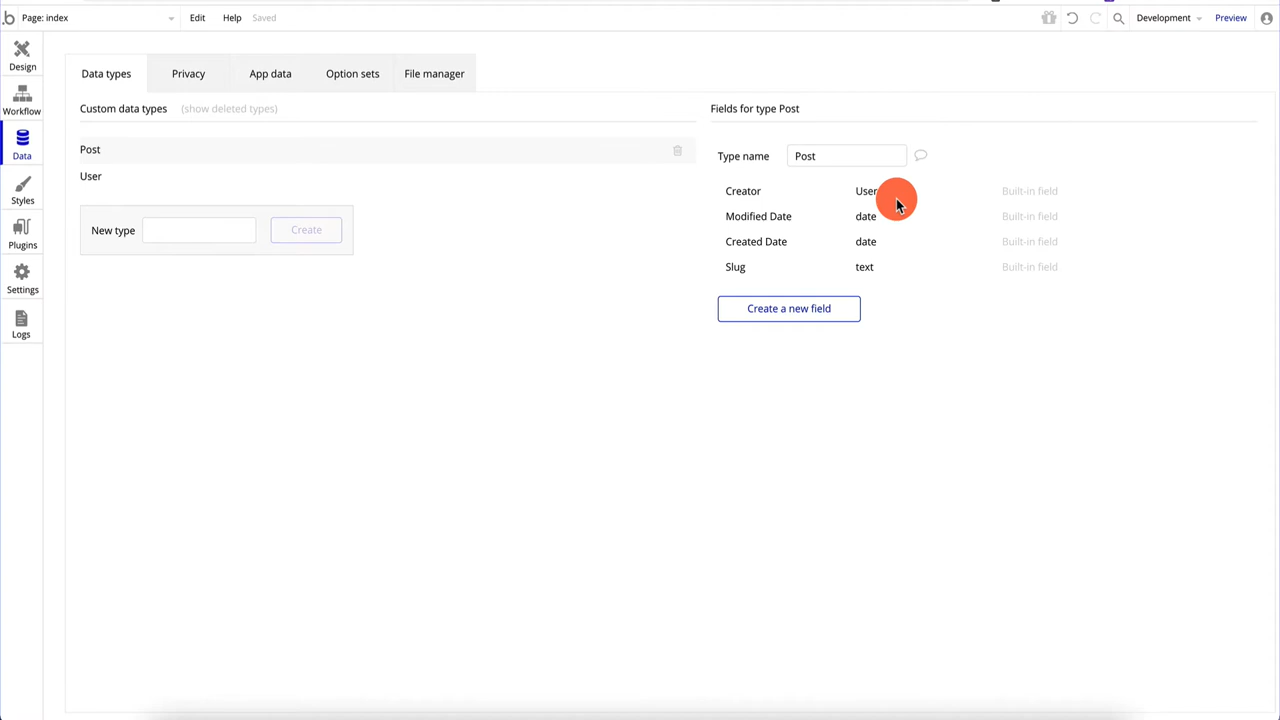 .b Page: index Edit Help Saved Development Preview
Design
Workflow
Data
Styles
Plugins
Settings
Logs
Data types Privacy App data Option sets File manager
Custom data types (show deleted types)
Post
User
New type Create
Fields for type Post
Type name Post
Creator User Built-in field
Modified Date date Built-in field
Created Date date Built-in field
Slug text Built-in field
Create a new field